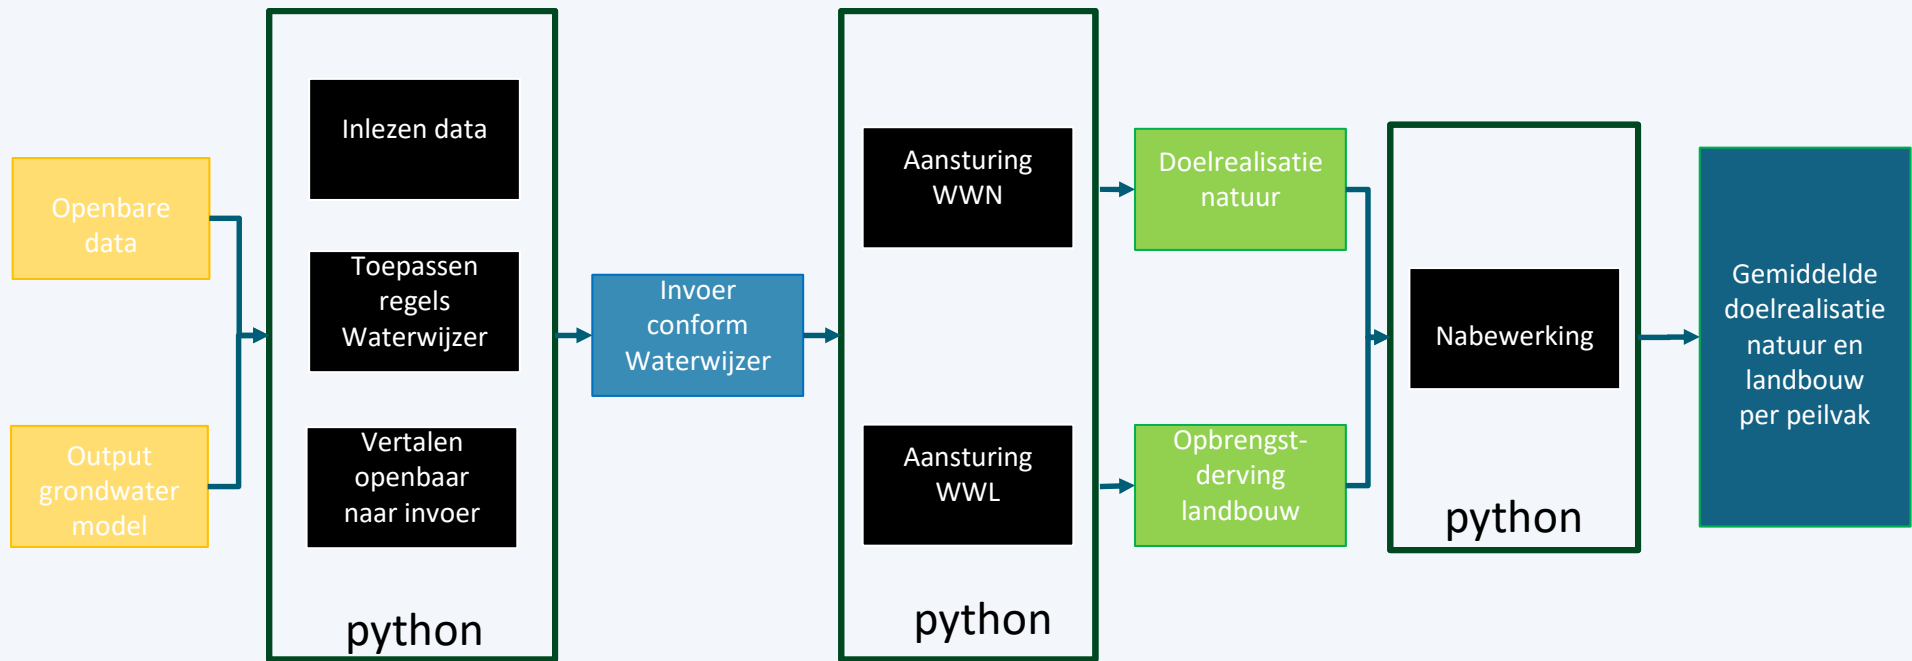 Openbare
data
Output
grondwater
model
Inlezen data
Toepassen
regels
Waterwijzer
Vertalen
openbaar
naar invoer
python
Invoer
conform
Waterwijzer
Aansturing
WWN
Aansturing
WWL
python
Doelrealisatie
natuur
Opbrengst-
derving
landbouw
Nabewerking
python
Gemiddelde
doelrealisatie
natuur en
landbouw
per peilvak